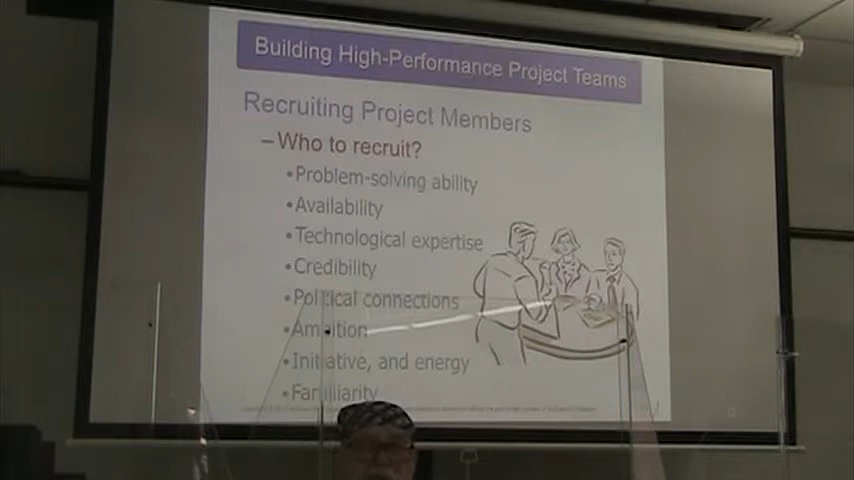 Building High-Performance Project Teams
Recruiting Project Members
–Who to recruit?
•Problem-solving ability
•Availability
•Technological expertise
•Credibility
•Political connections
•Ambition
•Initiative, and energy
•Familiarity